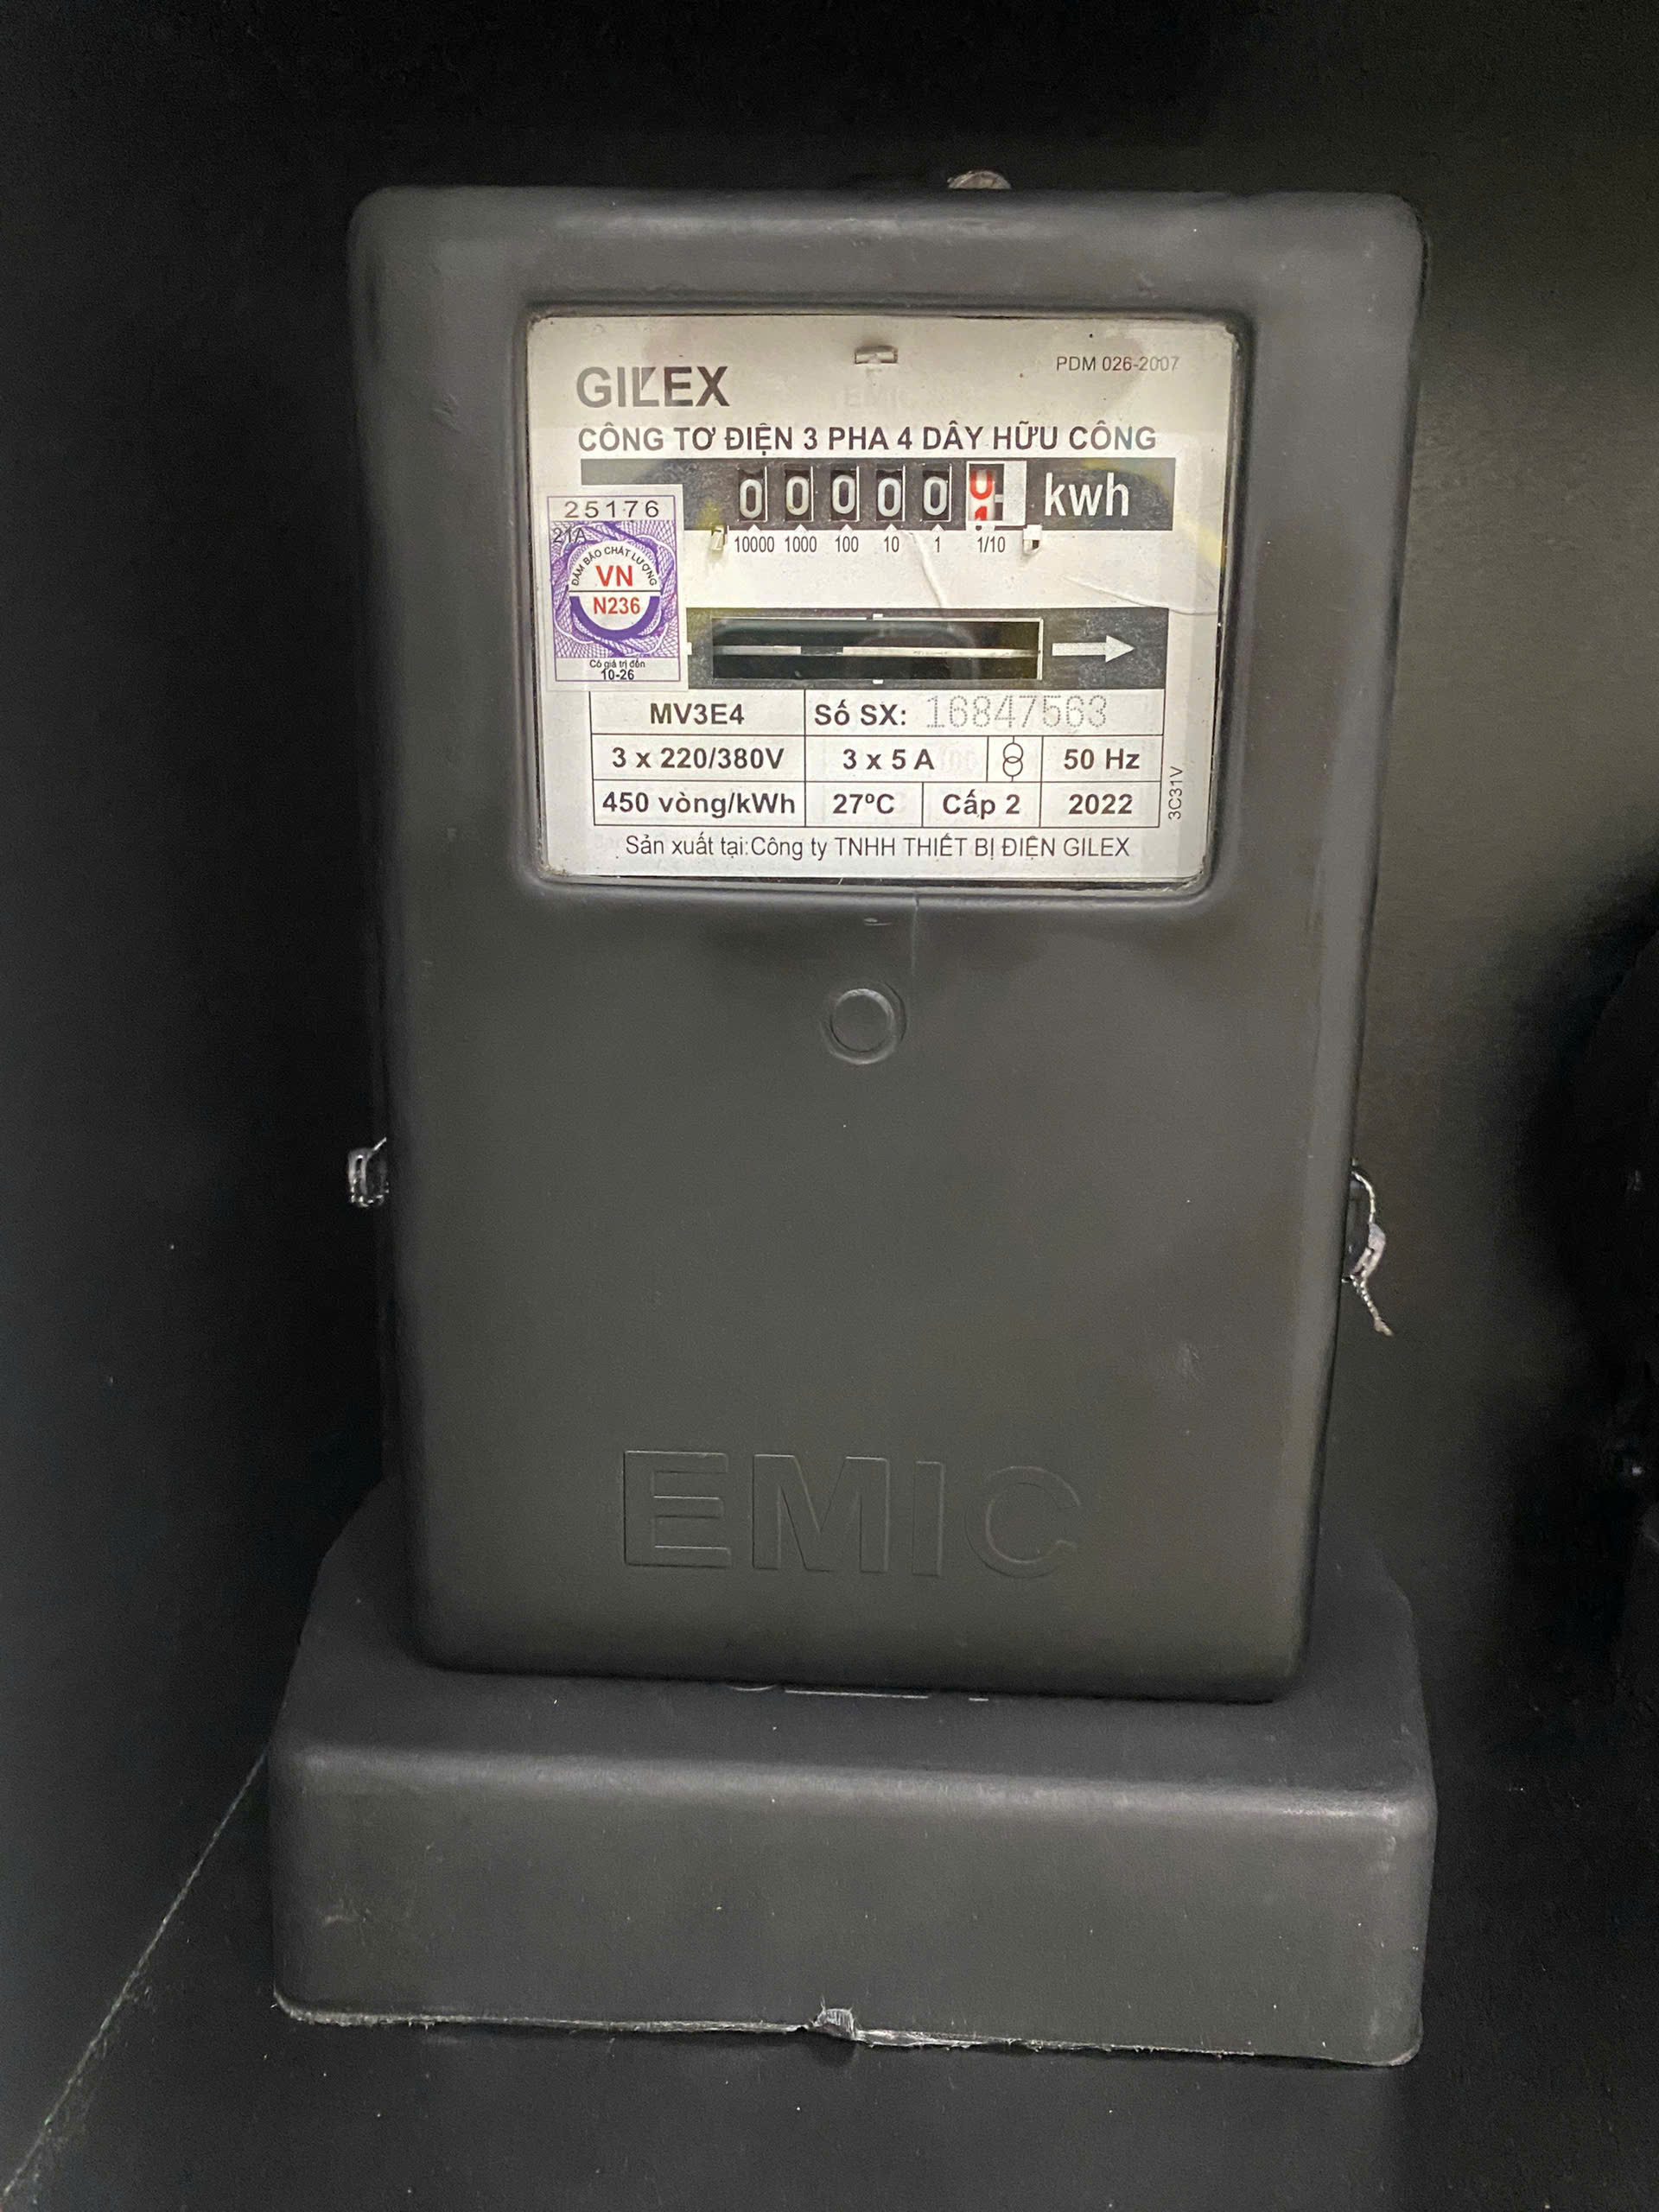 GILEX
PDM 026-2007
CÔNG TƠ ĐIỆN 3 PHA 4 DÂY HỮU CÔNG
0 0 0 0 0 kwh
10000 1000 100 10 1 1/10
25176
21A
ĐẢM BẢO CHẤT LƯỢNG
VN
N236
Có giá trị đến
10-26
MV3E4 Số SX: 16847563
3 x 220/380V 3 x 5 A 50 Hz
450 vòng/kWh 27ºC Cấp 2 2022
3C31V
Sản xuất tại:Công ty TNHH THIẾT BỊ ĐIỆN GILEX
EMIC